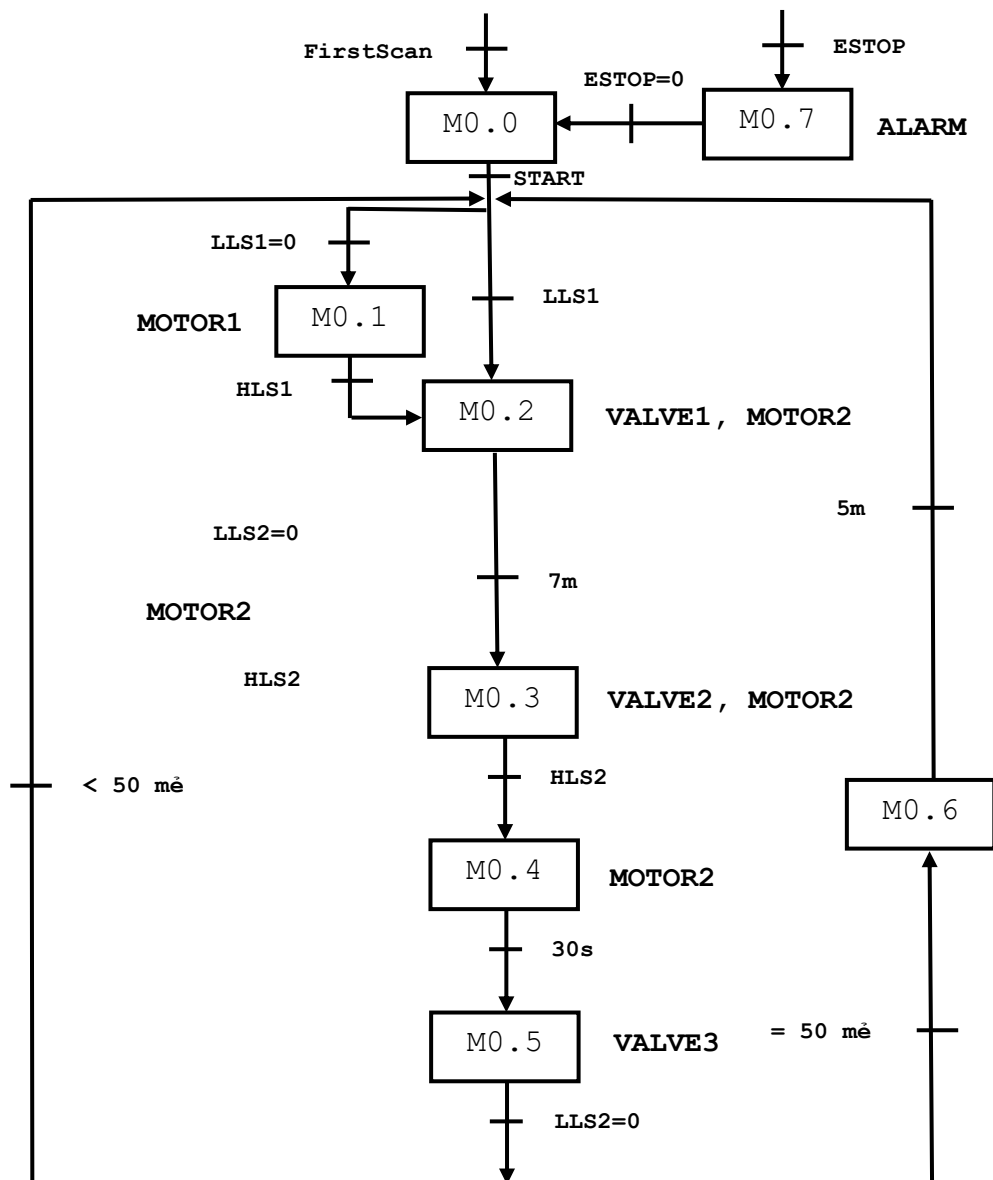 FirstScan
ESTOP
ESTOP=0
M0.0
M0.7
ALARM
START
LLS1=0
LLS1
M0.1
MOTOR1
HLS1
M0.2
VALVE1, MOTOR2
5m
LLS2=0
7m
MOTOR2
HLS2
M0.3
VALVE2, MOTOR2
HLS2
< 50 mẻ
M0.6
M0.4
MOTOR2
30s
M0.5
VALVE3
= 50 mẻ
LLS2=0